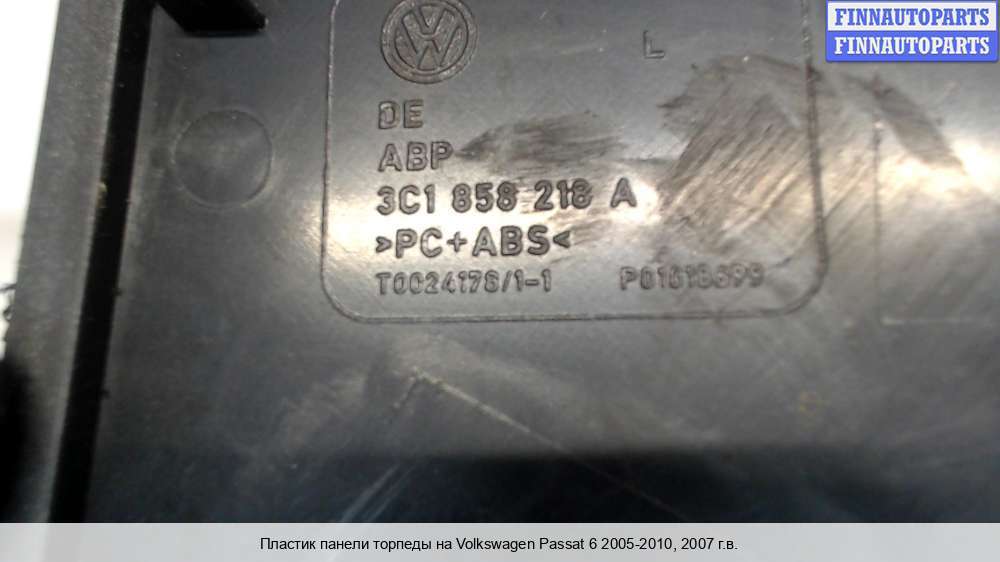 FINNAUTOPARTS
FINNAUTOPARTS
L
DE
ABP
3C1 858 218 A
>PC+ABS<
T0024178/1-1
Пластик панели торпеды на Volkswagen Passat 6 2005-2010, 2007 г.в.